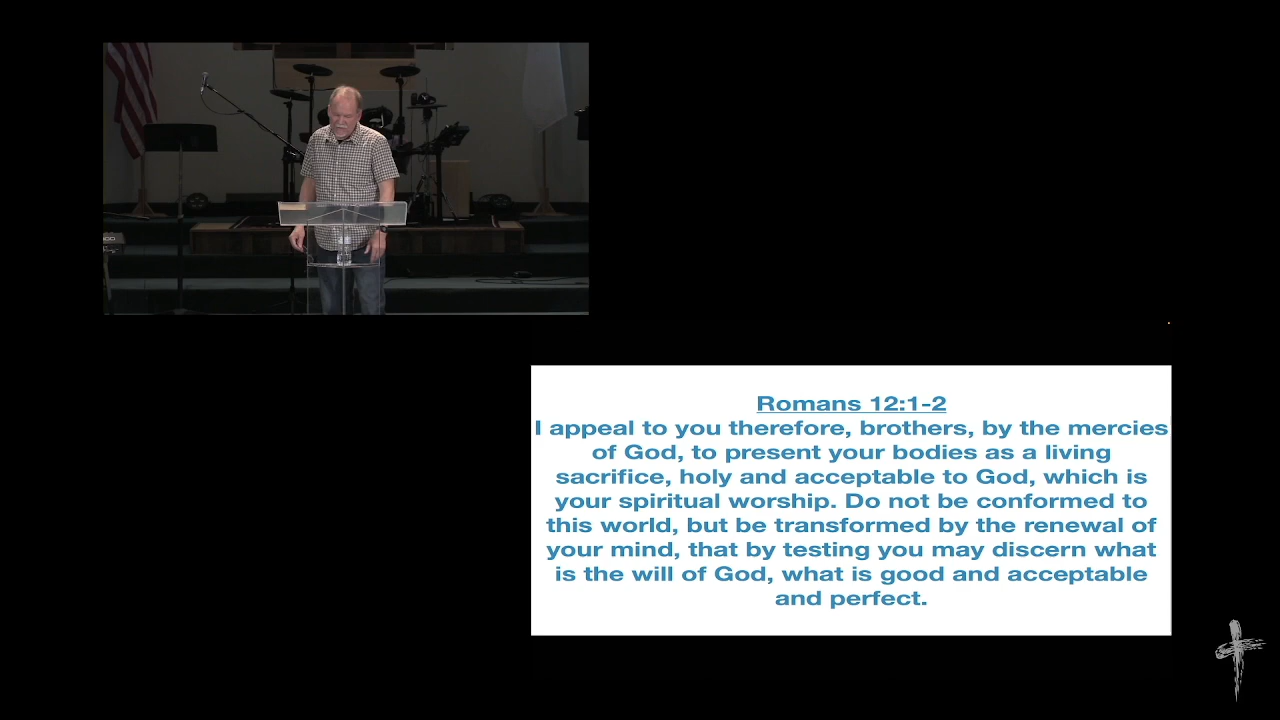 Romans 12:1-2
I appeal to you therefore, brothers, by the mercies
of God, to present your bodies as a living
sacrifice, holy and acceptable to God, which is
your spiritual worship. Do not be conformed to
this world, but be transformed by the renewal of
your mind, that by testing you may discern what
is the will of God, what is good and acceptable
and perfect.